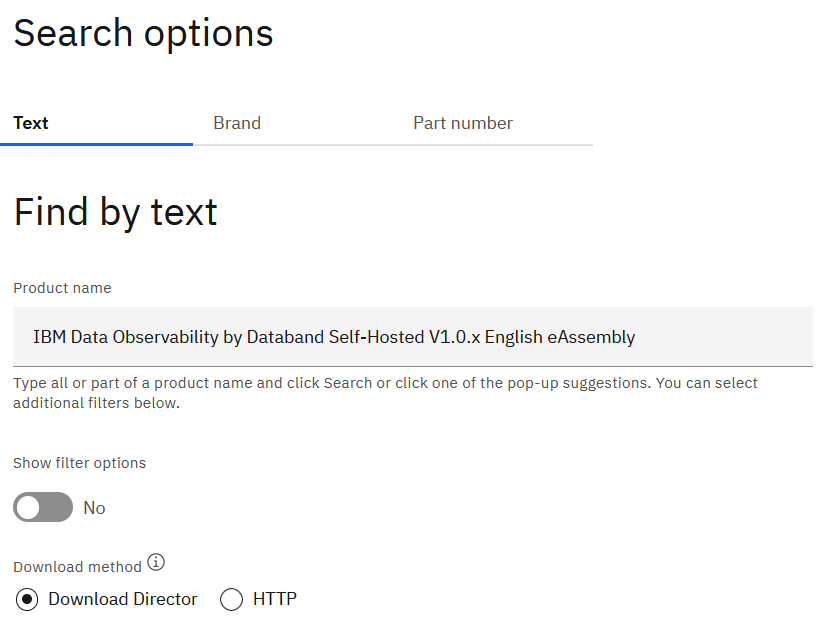 Search options
Text Brand Part number
Find by text
Product name
IBM Data Observability by Databand Self-Hosted V1.0.x English eAssembly
Type all or part of a product name and click Search or click one of the pop-up suggestions. You can select
additional filters below.
Show filter options
No
Download method
Download Director HTTP